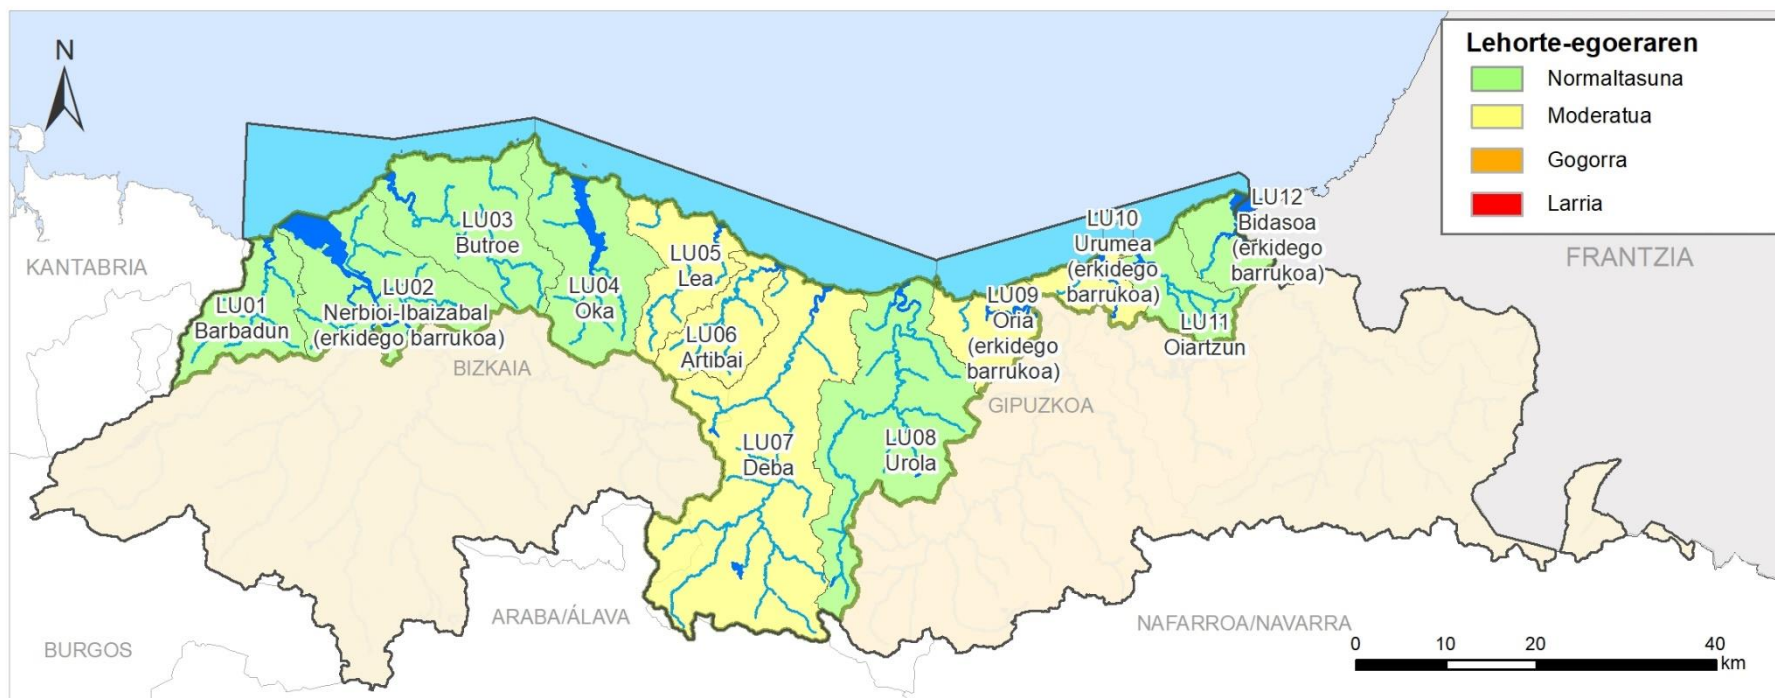 N
Lehorte-egoeraren
Normaltasuna
Moderatua
Gogorra
Larria
KANTABRIA
FRANTZIA
BIZKAIA
GIPUZKOA
ARABA/ÁLAVA
NAFARROA/NAVARRA
BURGOS
LU01
Barbadun
LU02
Nerbioi-Ibaizabal
(erkidego barrukoa)
LU03
Butroe
LU04
Oka
LU05
Lea
LU06
Artibai
LU07
Deba
LU08
Urola
LU09
Oria
(erkidego
barrukoa)
LU10
Urumea
(erkidego
barrukoa)
LU11
Oiartzun
LU12
Bidasoa
(erkidego
barrukoa)
0 10 20 40
km